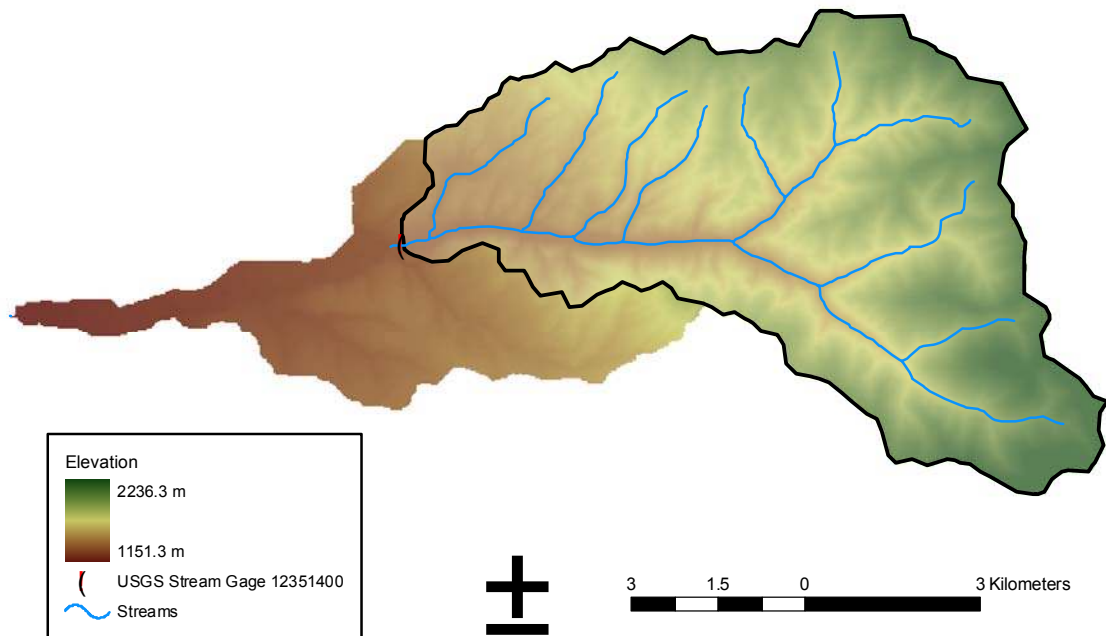 Elevation
2236.3 m
1151.3 m
USGS Stream Gage 12351400
Streams
3 1.5 0 3 Kilometers